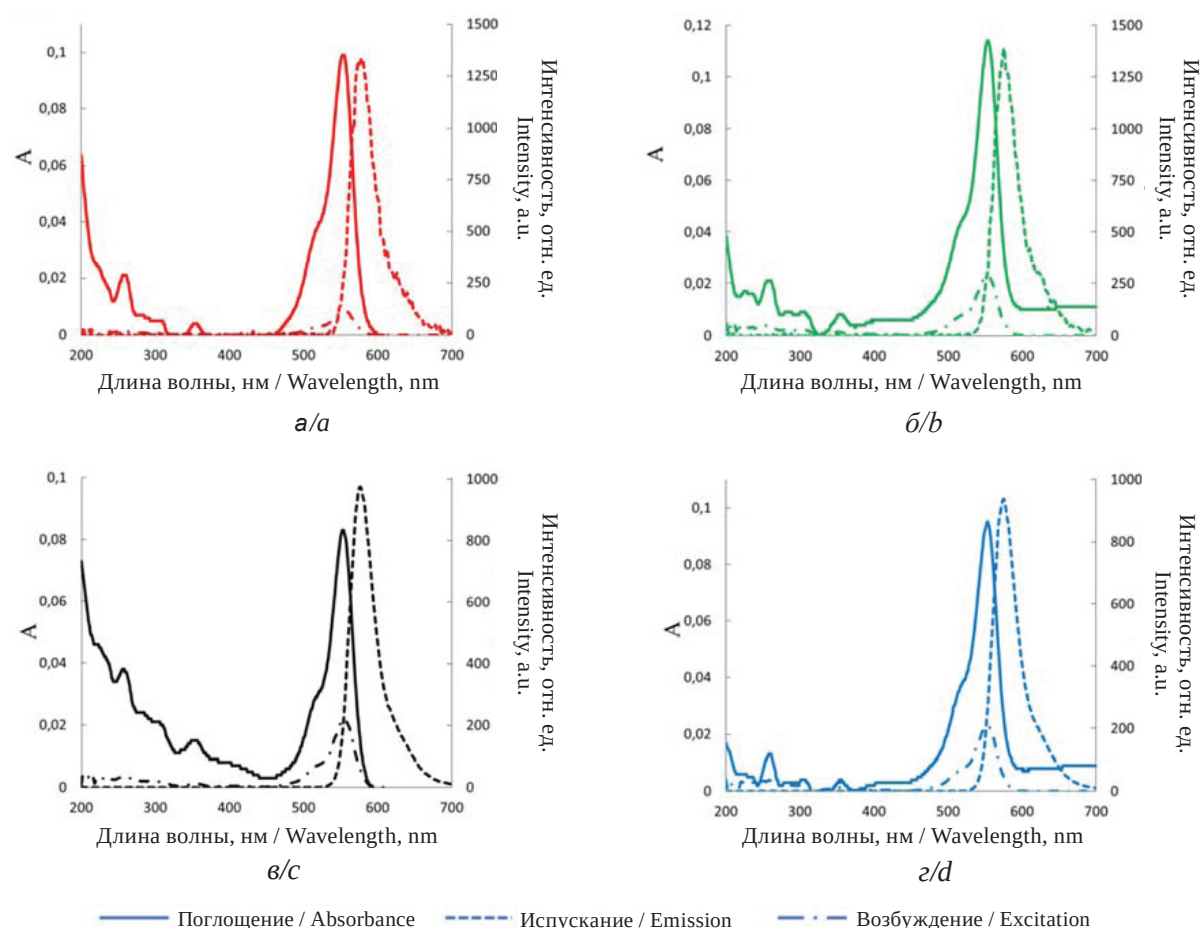 0,1
0,08
0,06
0,04
0,02
0
A
1500
1250
1000
750
500
250
0
Интенсивность, отн. ед.
Intensity, a.u.
200 300 400 500 600 700
Длина волны, нм / Wavelength, nm
а/a
0,12
0,1
0,08
0,06
0,04
0,02
0
A
1500
1250
1000
750
500
250
0
Интенсивность, отн. ед.
Intensity, a.u.
200 300 400 500 600 700
Длина волны, нм / Wavelength, nm
б/b
0,1
0,08
0,06
0,04
0,02
0
A
1000
800
600
400
200
0
Интенсивность, отн. ед.
Intensity, a.u.
200 300 400 500 600 700
Длина волны, нм / Wavelength, nm
в/c
0,1
0,08
0,06
0,04
0,02
0
A
1000
800
600
400
200
0
Интенсивность, отн. ед.
Intensity, a.u.
200 300 400 500 600 700
Длина волны, нм / Wavelength, nm
г/d
Поглощение / Absorbance Испускание / Emission Возбуждение / Excitation